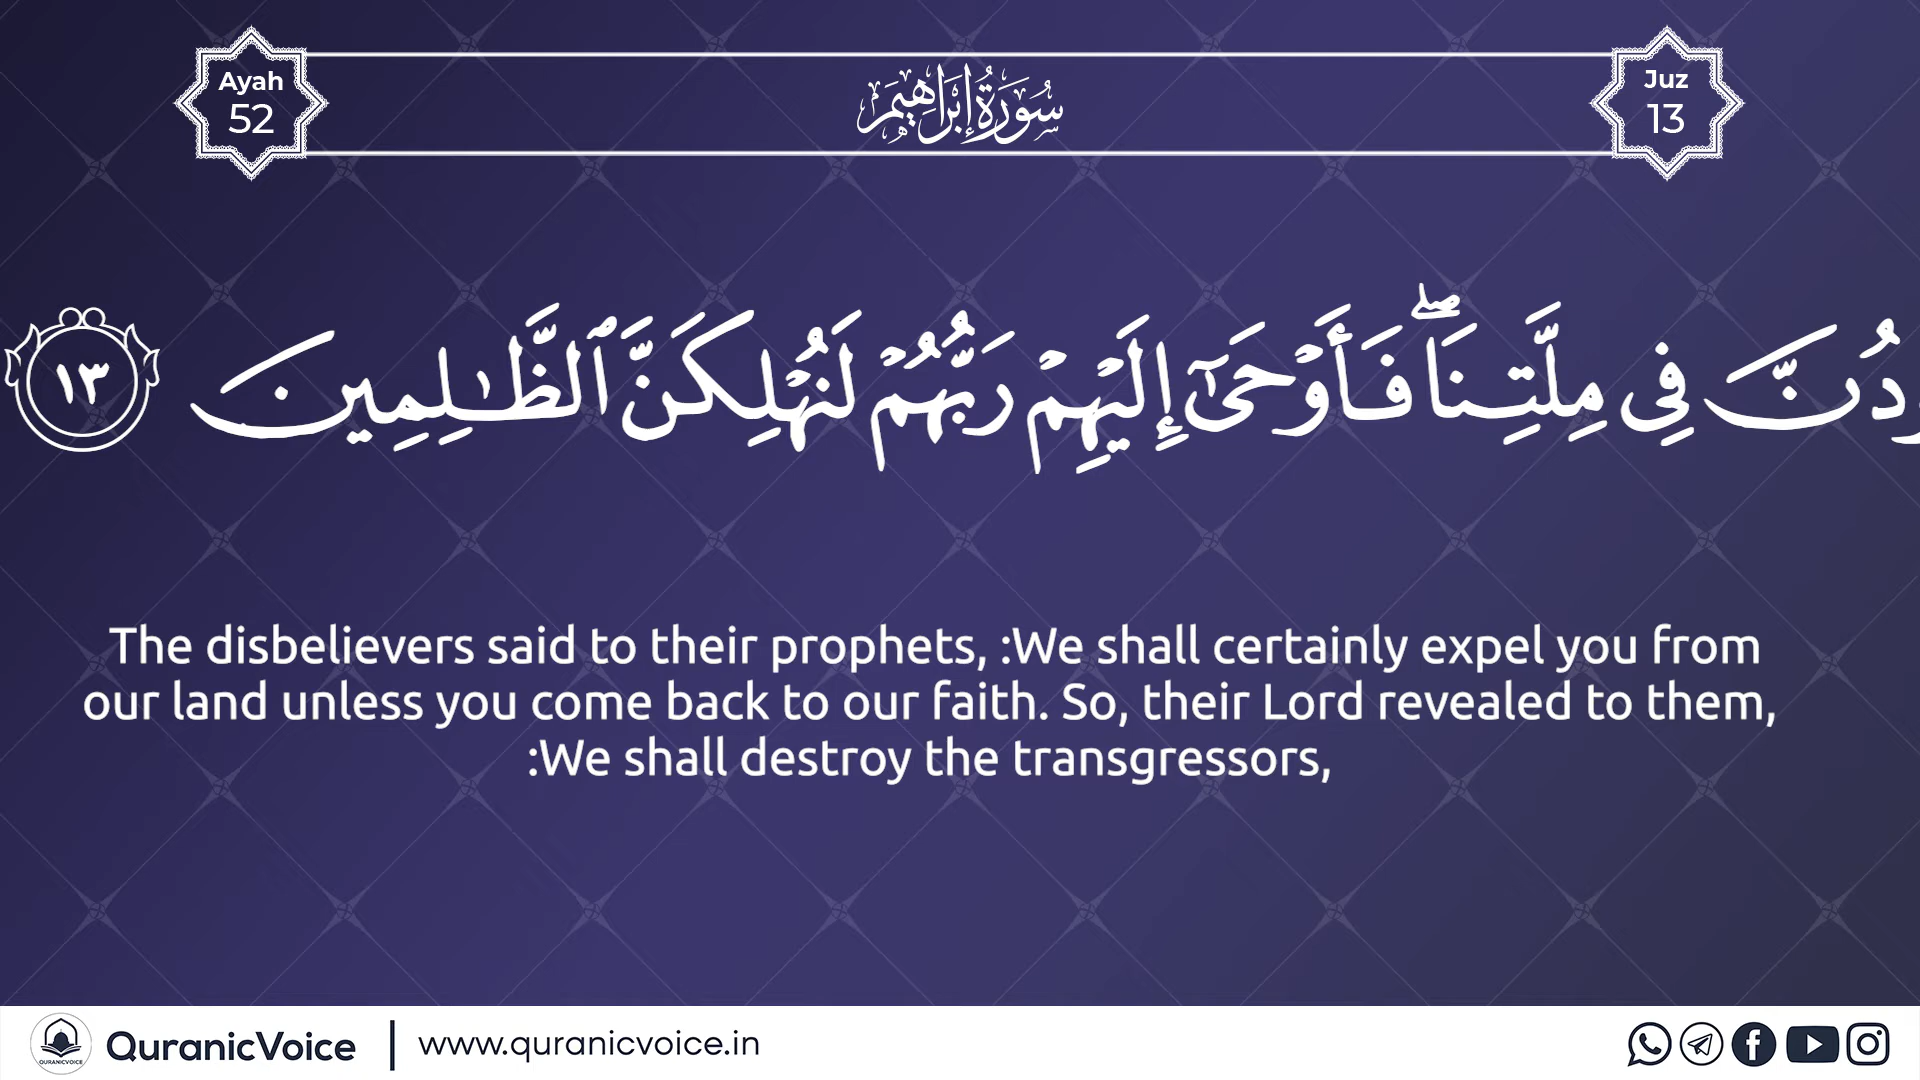 Ayah
52
سُورَةُ إِبْرَاهِيمَ
Juz
13
دُنَّ فِي مِلَّتِنَاۖ فَأَوۡحَىٰٓ إِلَيۡهِمۡ رَبُّهُمۡ لَنُهۡلِكَنَّ ٱلظَّٰلِمِينَ ١٣
The disbelievers said to their prophets, :We shall certainly expel you from
our land unless you come back to our faith. So, their Lord revealed to them,
:We shall destroy the transgressors,
QURANICVOICE
QuranicVoice | www.quranicvoice.in